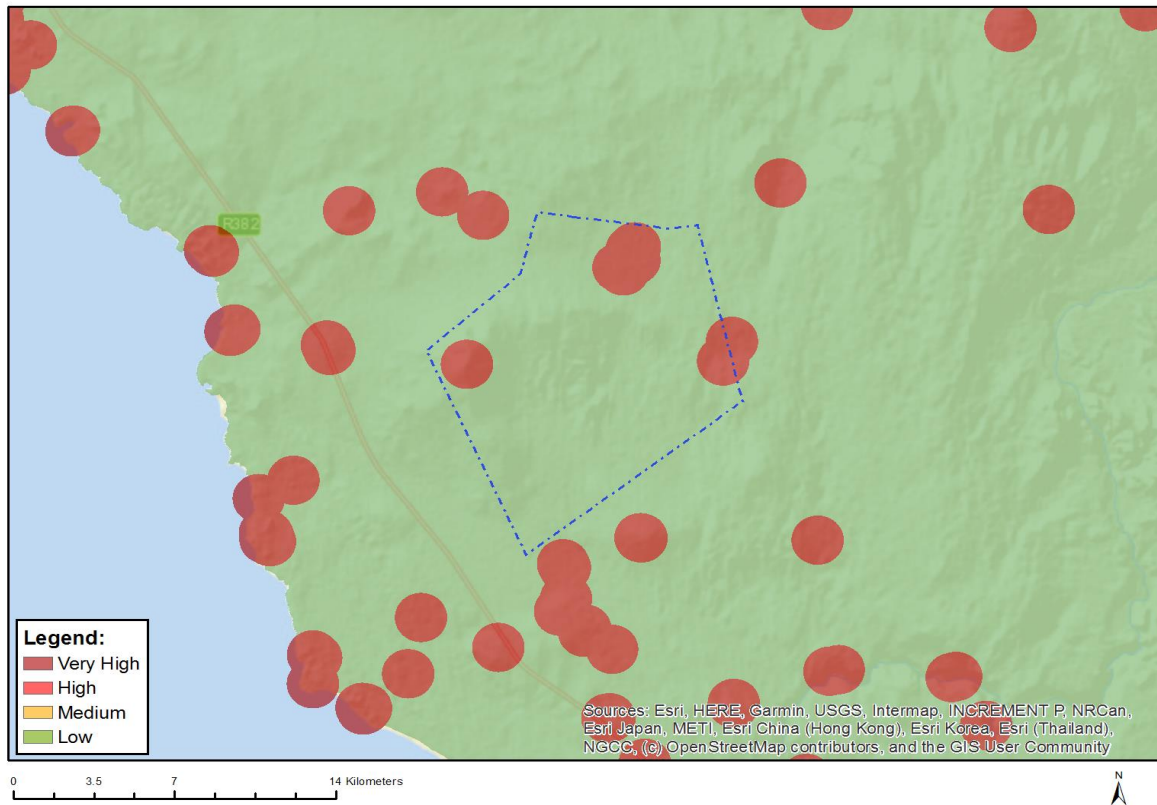 R382
Legend:
Very High
High
Medium
Low
Sources: Esri, HERE, Garmin, USGS, Intermap, INCREMENT P, NRCan,
Esri Japan, METI, Esri China (Hong Kong), Esri Korea, Esri (Thailand),
NGCC, (c) OpenStreetMap contributors, and the GIS User Community
0 3.5 7 14 Kilometers
N